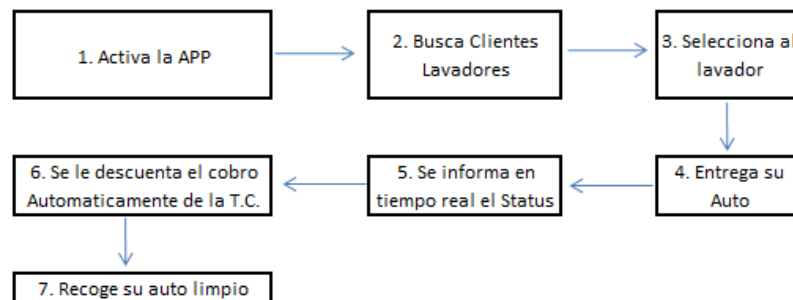 1. Activa la APP
2. Busca Clientes
Lavadores
3. Selecciona al
lavador
4. Entrega su
Auto
5. Se informa en
tiempo real el Status
6. Se le descuenta el cobro
Automaticamente de la T.C.
7. Recoge su auto limpio